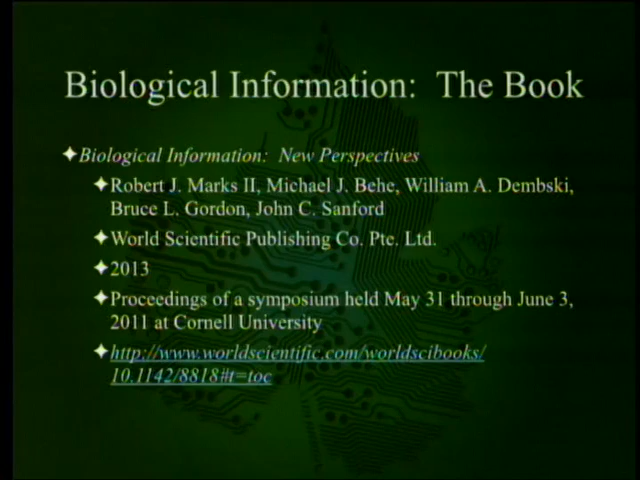 Biological Information: The Book
Biological Information: New Perspectives
Robert J. Marks II, Michael J. Behe, William A. Dembski,
Bruce L. Gordon, John C. Sanford
World Scientific Publishing Co. Pte. Ltd.
2013
Proceedings of a symposium held May 31 through June 3,
2011 at Cornell University
http://www.worldscientific.com/worldscibooks/
10.1142/8818#t=toc